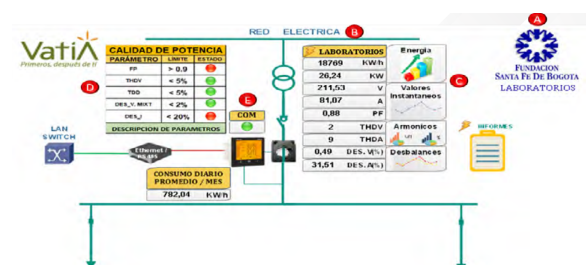 RED ELECTRICA
B
A
Vatia
Primeros, después de ti
CALIDAD DE POTENCIA
PARÁMETRO LIMITE ESTADO
FP > 0.9
THDV < 5%
TBD < 5%
DES_V, MIXT < 2%
DES_I < 20%
DESCRIPCION DE PARAMETROS
D
E
COM
LABORATORIOS
18769 KWh
26,24 KW
211,53 V
81,07 A
0,88 PF
2 THDV
9 THDA
0,49 DES. V(%)
31,51 DES. A(%)
Energia
Valores
Instantaneos
Armonicos
Desbalances
C
FUNDACION
SANTA FE DE BOGOTA
LABORATORIOS
INFORMES
LAN
SWITCH
Ethernet /
RS 485
CONSUMO DIARIO
PROMEDIO / MES
782,04 KW/h